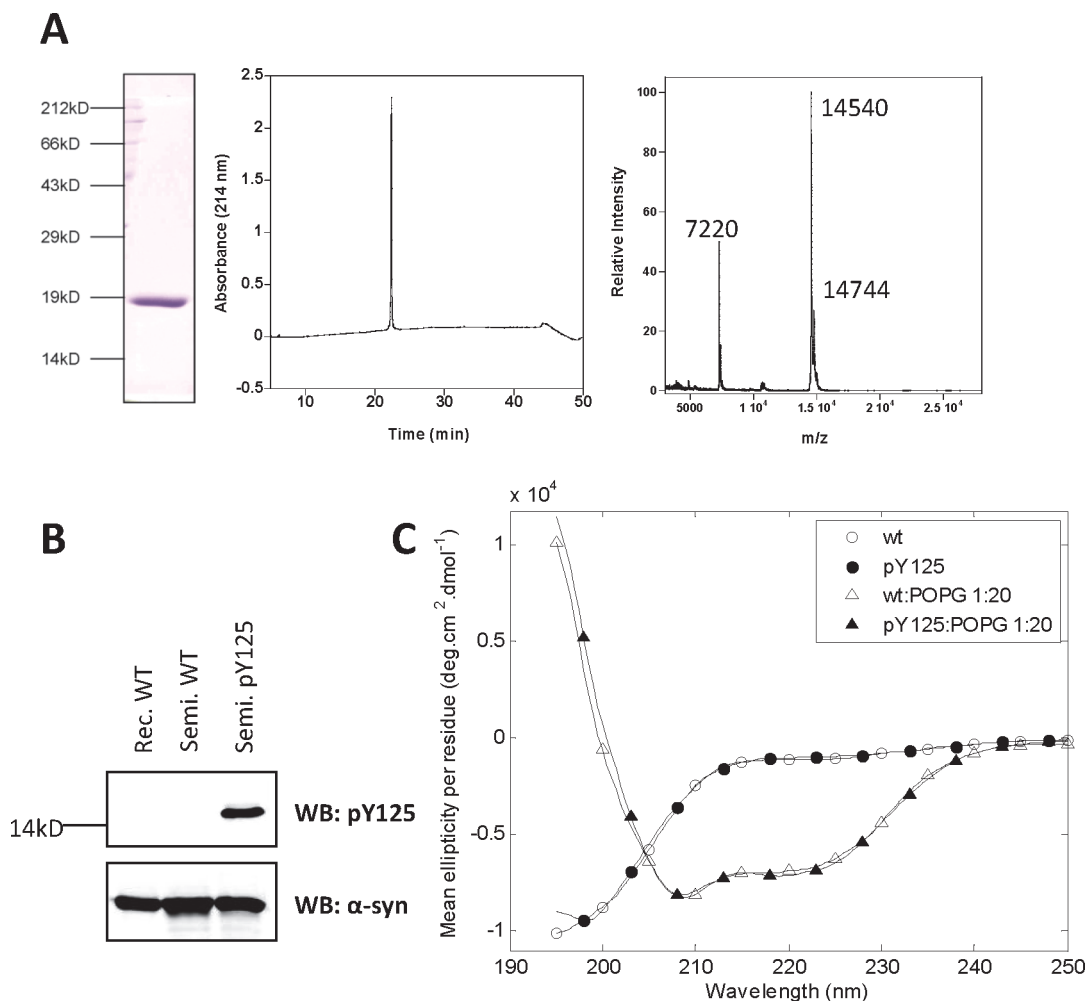 A
212kD
66kD
43kD
29kD
19kD
14kD
Absorbance (214 nm)
2.5
2
1.5
1
0.5
0
-0.5
10
20
30
40
50
Time (min)
Relative Intensity
100
80
60
40
20
0
14540
7220
14744
5000
1 10⁴
1.5 10⁴
2 10⁴
2.5 10⁴
m/z
B
Rec. WT
Semi. WT
Semi. pY125
14kD
WB: pY125
WB: α-syn
C
x 10⁴
Mean ellipticity per residue (deg.cm².dmol⁻¹)
1
0.5
0
-0.5
-1
wt
pY125
wt:POPG 1:20
pY125:POPG 1:20
190
200
210
220
230
240
250
Wavelength (nm)